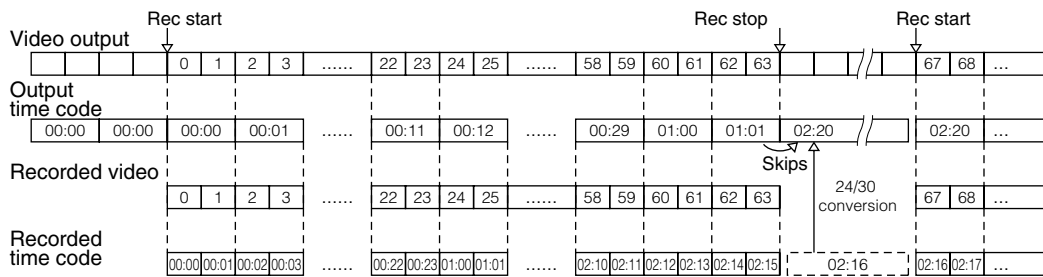 Rec start Rec stop Rec start
Video output
0 1 2 3 ...... 22 23 24 25 ...... 58 59 60 61 62 63 67 68 ...
Output
time code
00:00 00:00 00:00 00:01 ...... 00:11 00:12 ...... 00:29 01:00 01:01 02:20 02:20 ...
Skips
Recorded video
24/30
conversion
0 1 2 3 ...... 22 23 24 25 ...... 58 59 60 61 62 63 67 68 ...
Recorded
time code
00:00 00:01 00:02 00:03 ...... 00:22 00:23 01:00 01:01 ...... 02:10 02:11 02:12 02:13 02:14 02:15 02:16 02:16 02:17 ...